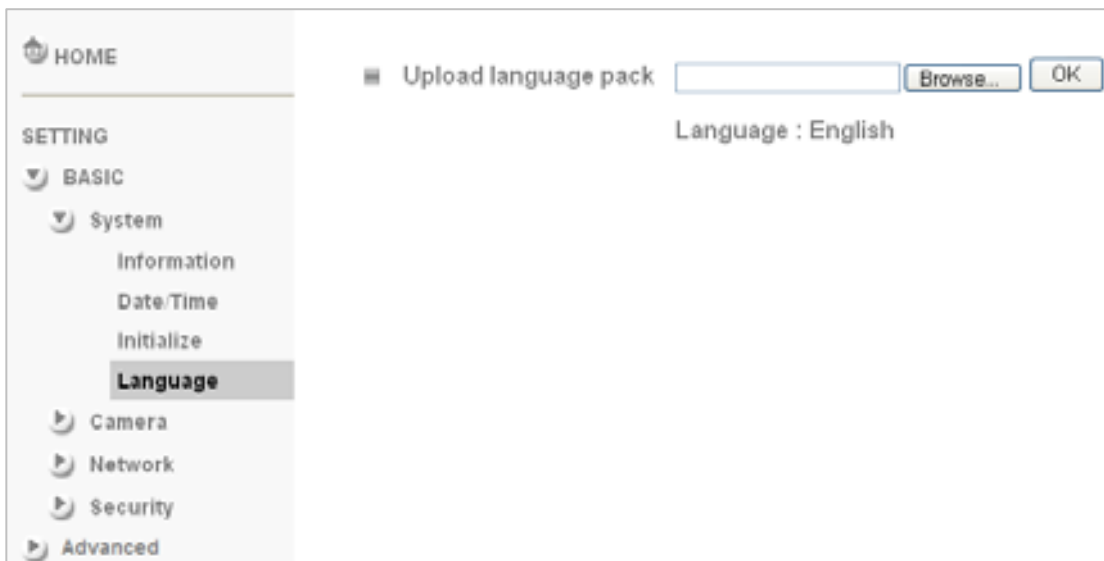 HOME
SETTING
BASIC
System
Information
Date/Time
Initialize
Language
Camera
Network
Security
Advanced
Upload language pack Browse... OK
Language : English